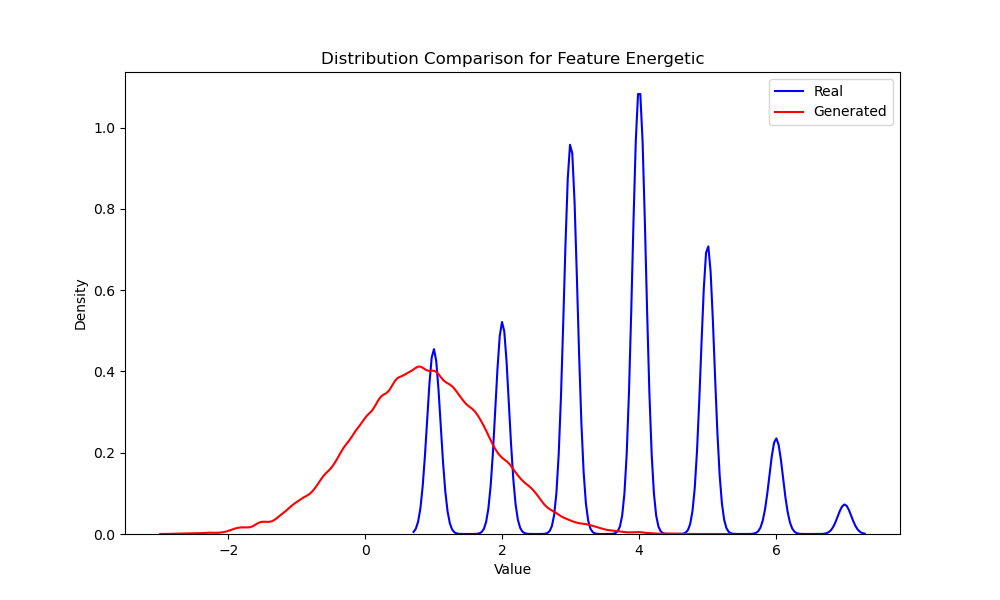 Distribution Comparison for Feature Energetic
Real
Generated
1.0
0.8
0.6
0.4
0.2
0.0
Density
−2
0
2
4
6
Value